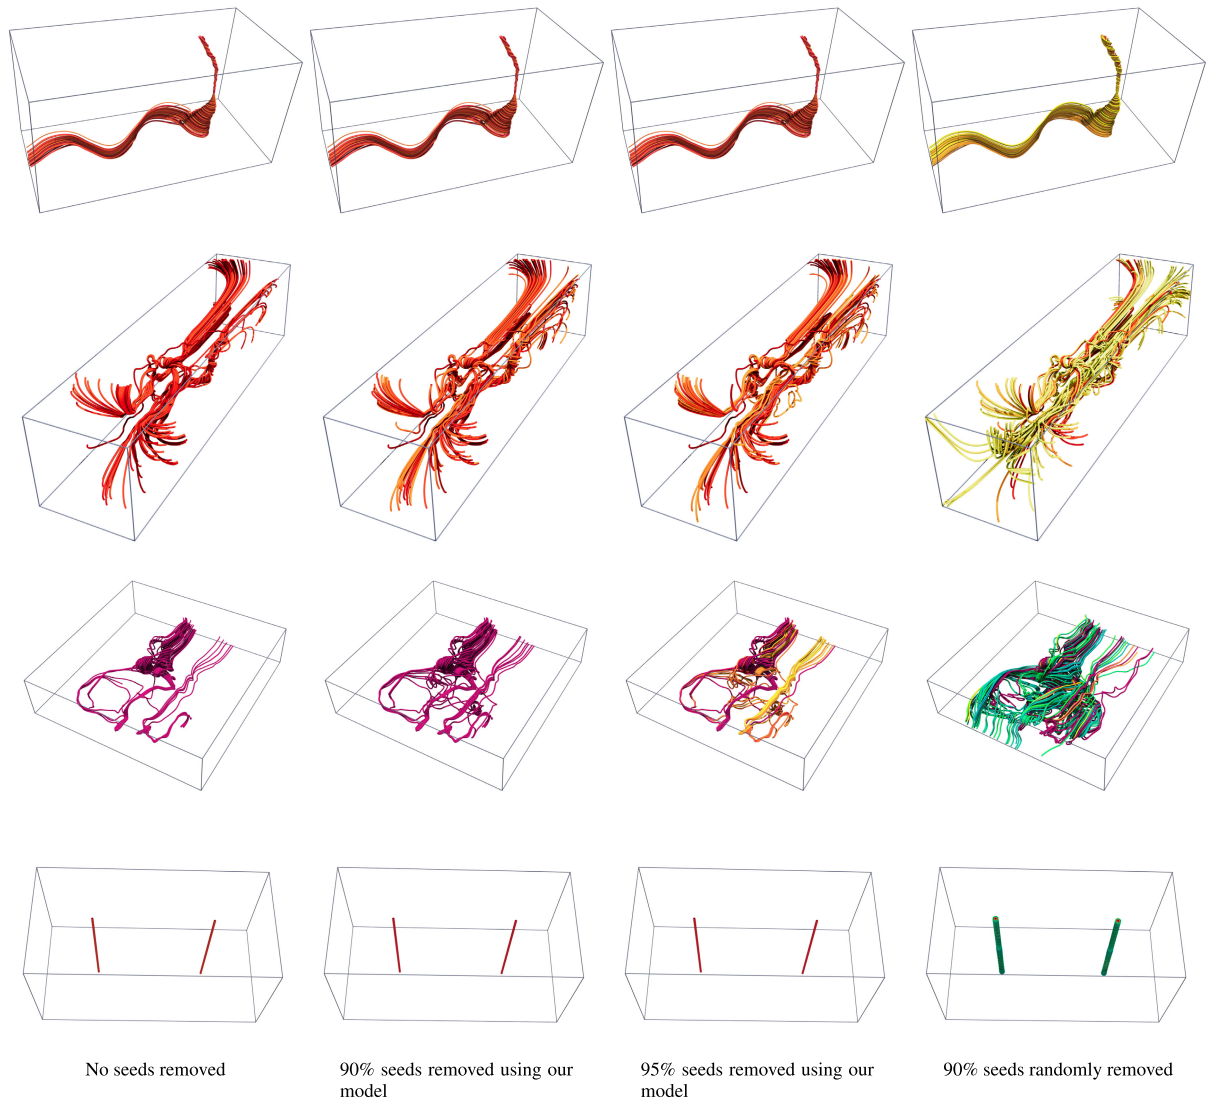 No seeds removed
90% seeds removed using our
model
95% seeds removed using our
model
90% seeds randomly removed